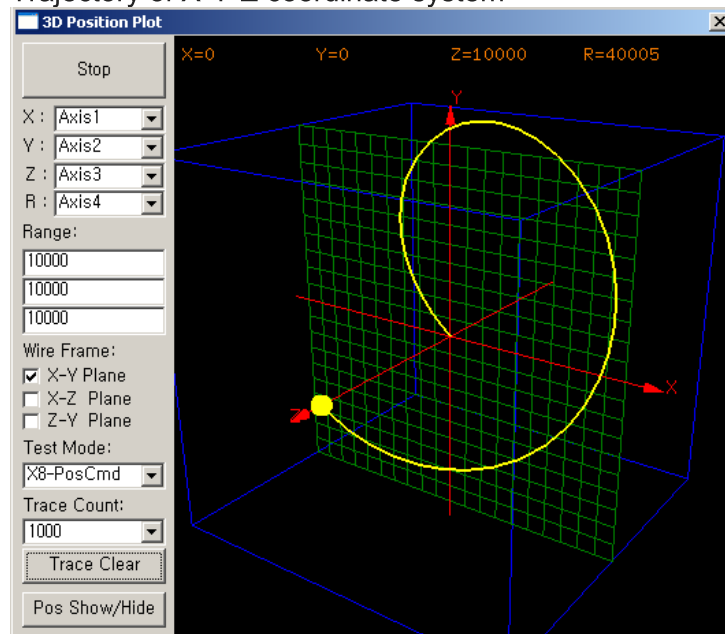 Trajectory of X-Y-Z coordinate system
3D Position Plot
Stop
X : Axis1
Y : Axis2
Z : Axis3
R : Axis4
Range:
10000
10000
10000
Wire Frame:
X-Y Plane
X-Z Plane
Z-Y Plane
Test Mode:
X8-PosCmd
Trace Count:
1000
Trace Clear
Pos Show/Hide
X=0 Y=0 Z=10000 R=40005
Y
X
Z